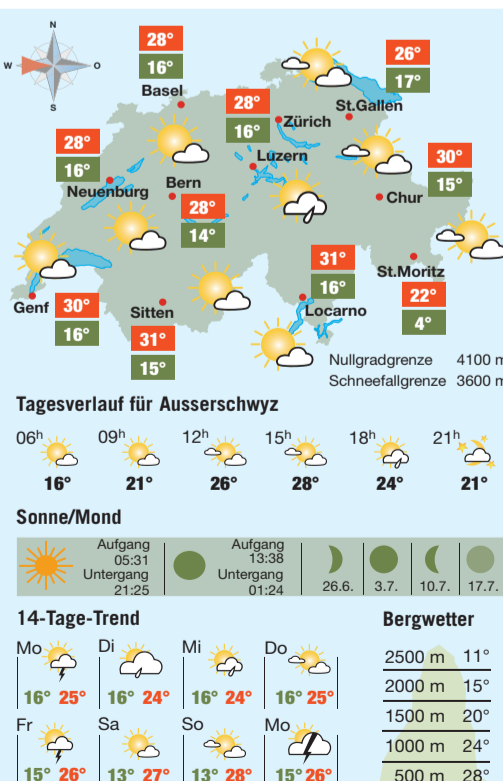 N
W
O
S
28°
16°
Basel
26°
17°
St.Gallen
28°
16°
Zürich
28°
16°
Neuenburg
Luzern
Bern
28°
14°
30°
15°
Chur
31°
16°
Locarno
St.Moritz
22°
4°
Genf
30°
16°
Sitten
31°
15°
Nullgradgrenze 4100 m
Schneefallgrenze 3600 m
Tagesverlauf für Ausserschwyz
06h 09h 12h 15h 18h 21h
16° 21° 26° 28° 24° 21°
Sonne/Mond
Aufgang
05:31
Untergang
21:25
Aufgang
13:38
Untergang
01:24
26.6. 3.7. 10.7. 17.7.
14-Tage-Trend
Mo Di Mi Do
16° 25° 16° 24° 16° 24° 16° 25°
Fr Sa So Mo
15° 26° 13° 27° 13° 28° 15° 26°
Bergwetter
2500 m 11°
2000 m 15°
1500 m 20°
1000 m 24°
500 m 28°